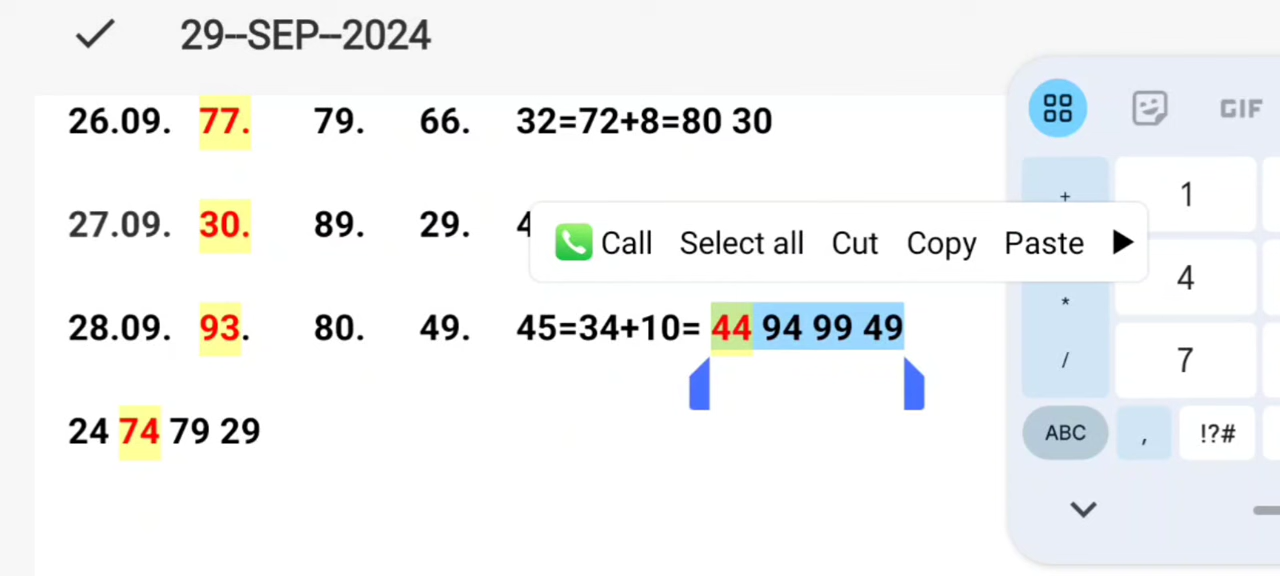 29--SEP--2024
26.09. 77. 79. 66. 32=72+8=80 30
27.09. 30. 89. 29. 4
Call Select all Cut Copy Paste
28.09. 93. 80. 49. 45=34+10= 44 94 99 49
24 74 79 29
GIF
+ 1
4
*
/ 7
ABC , !?#